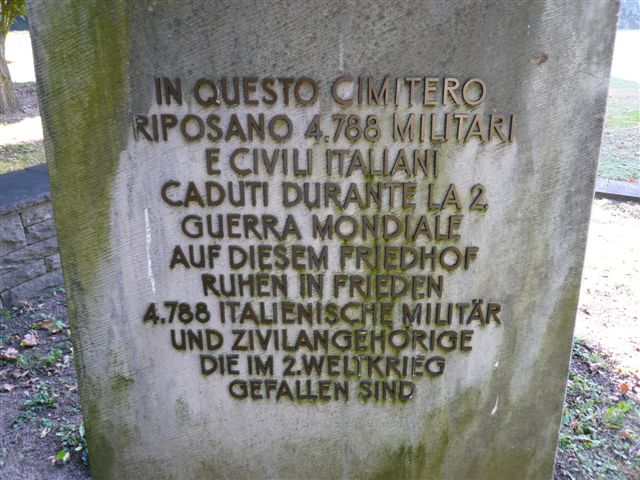 IN QUESTO CIMITERO
RIPOSANO 4.788 MILITARI
E CIVILI ITALIANI
CADUTI DURANTE LA 2.
GUERRA MONDIALE
AUF DIESEM FRIEDHOF
RUHEN IN FRIEDEN
4.788 ITALIENISCHE MILITÄR
UND ZIVILANGEHÖRIGE
DIE IM 2.WELTKRIEG
GEFALLEN SIND